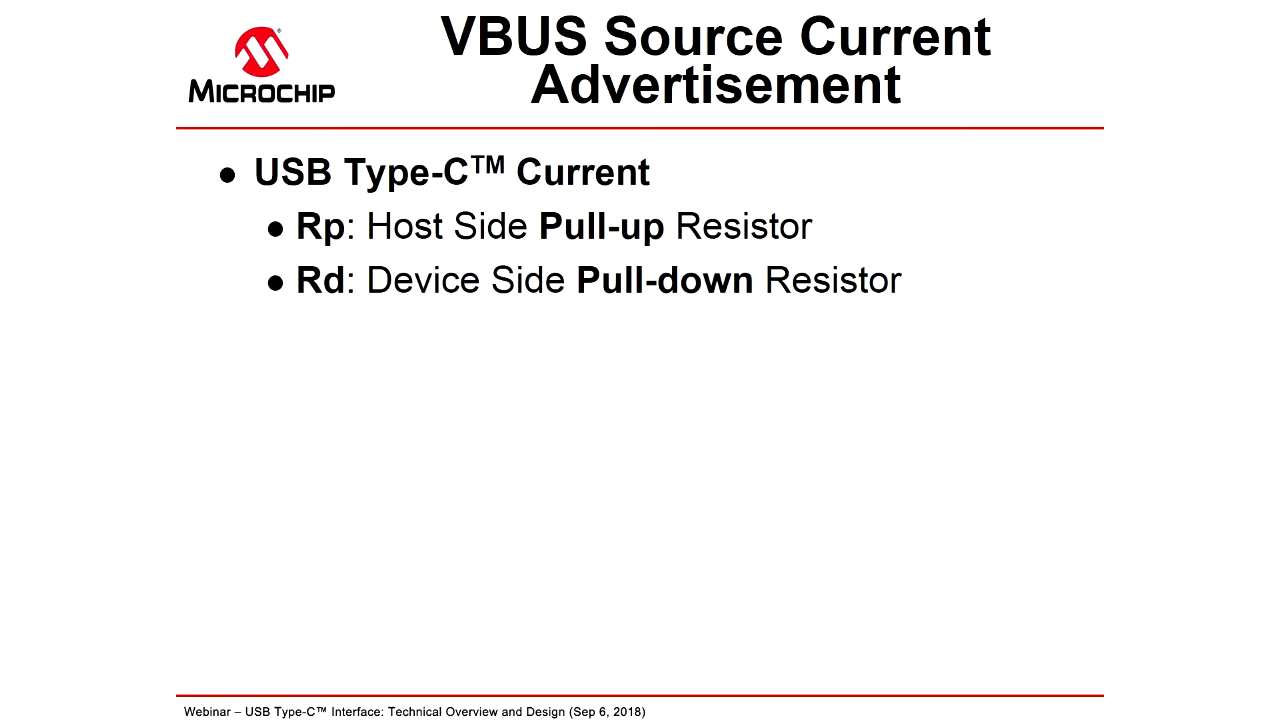 MICROCHIP
VBUS Source Current
Advertisement
● USB Type-C™ Current
● Rp: Host Side Pull-up Resistor
● Rd: Device Side Pull-down Resistor
Webinar – USB Type-C™ Interface: Technical Overview and Design (Sep 6, 2018)